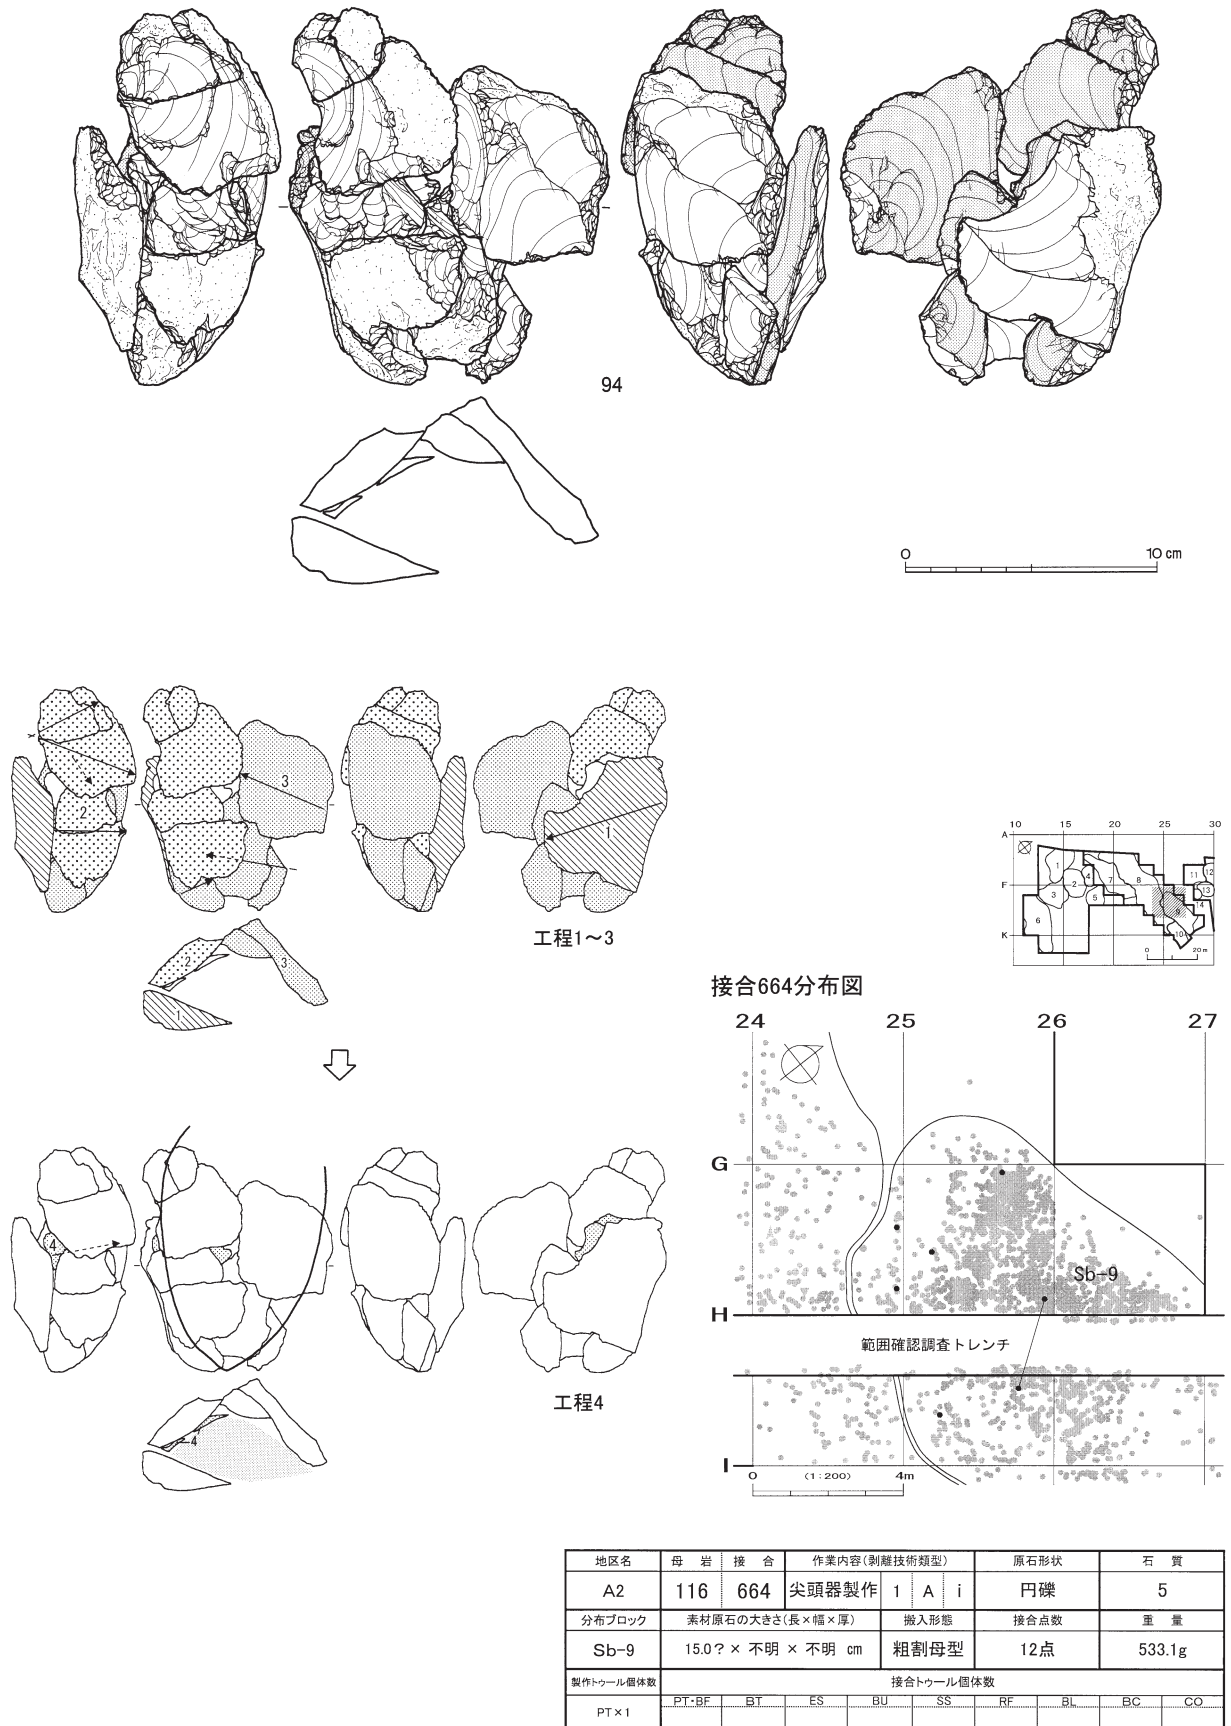 94
0 10 cm
2
3
1
工程1～3
2
3
1
4
工程4
4
10 15 20 25 30
A
F
K
1 2 3 4 5 6 7 8 9 10 11 12 13 14
0 20 m
接合664分布図
24 25 26 27
G
Sb-9
H
範囲確認調査トレンチ
I
0 (1:200) 4m
地区名 母岩 接合 作業内容(剥離技術類型) 原石形状 石質
A2 116 664 尖頭器製作 1 A i 円礫 5
分布ブロック 素材原石の大きさ(長×幅×厚) 搬入形態 接合点数 重量
Sb-9 15.0? × 不明 × 不明 cm 粗割母型 12点 533.1g
製作トゥール個体数 接合トゥール個体数
PT×1 PT・BF BT ES BU SS RF BL BC CO